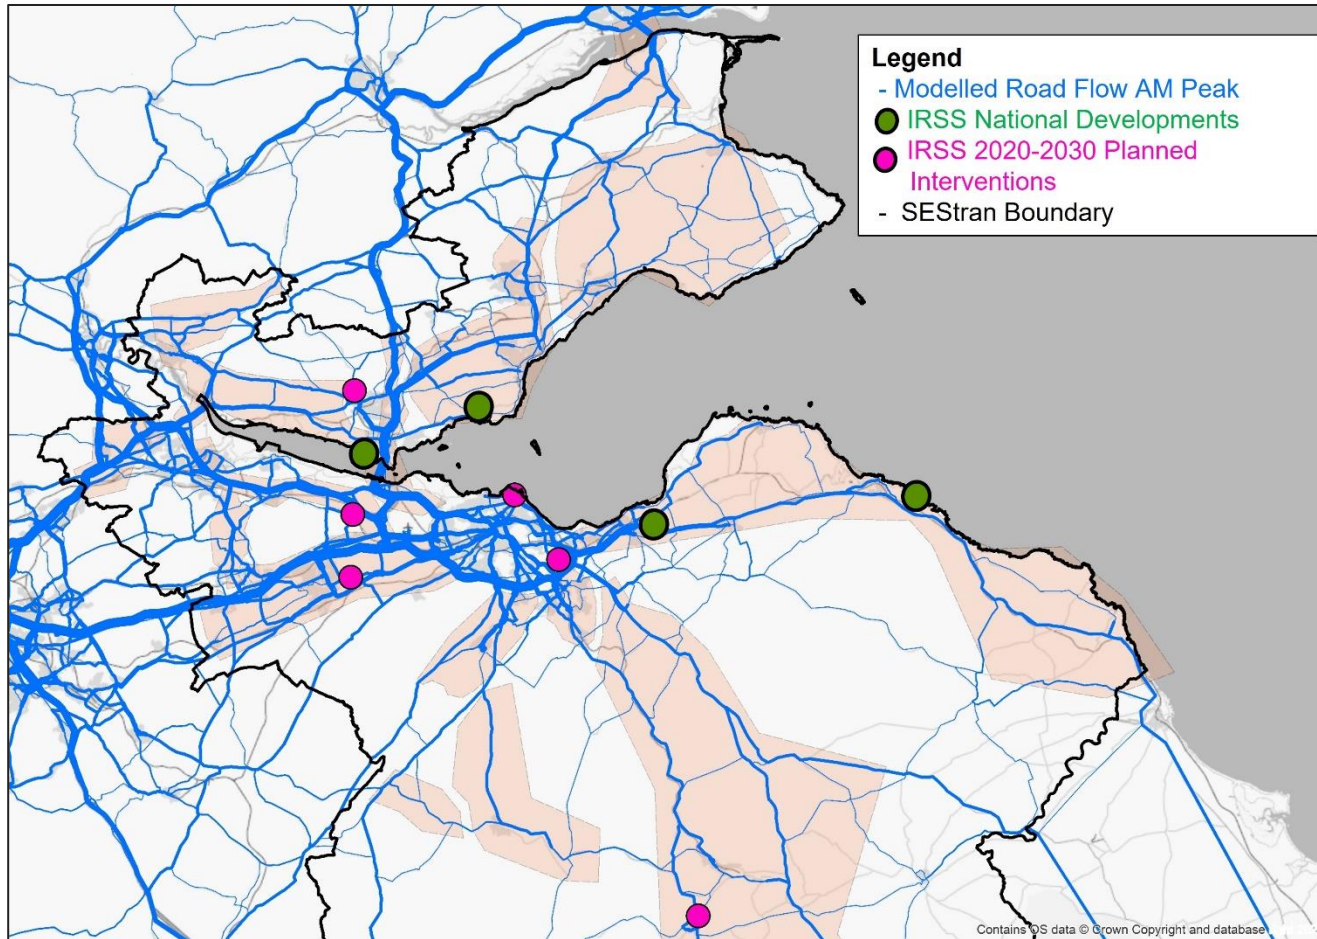 Legend
- Modelled Road Flow AM Peak
IRSS National Developments
IRSS 2020-2030 Planned
Interventions
- SEStran Boundary
Contains OS data © Crown Copyright and database